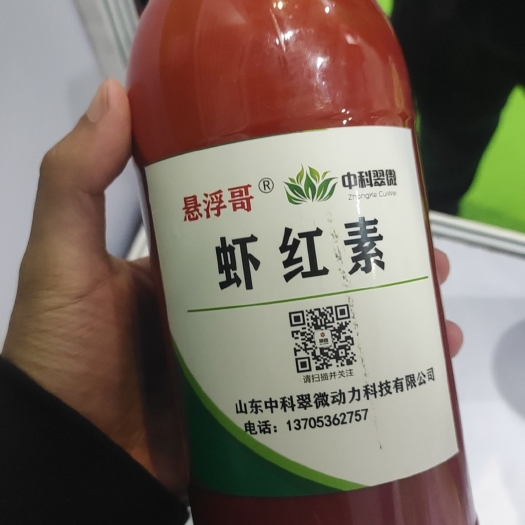 悬浮哥®
中科翠微
ZhongKe Cuiwei
虾红素
请扫描并关注
山东中科翠微动力科技有限公司
电话：13705362757